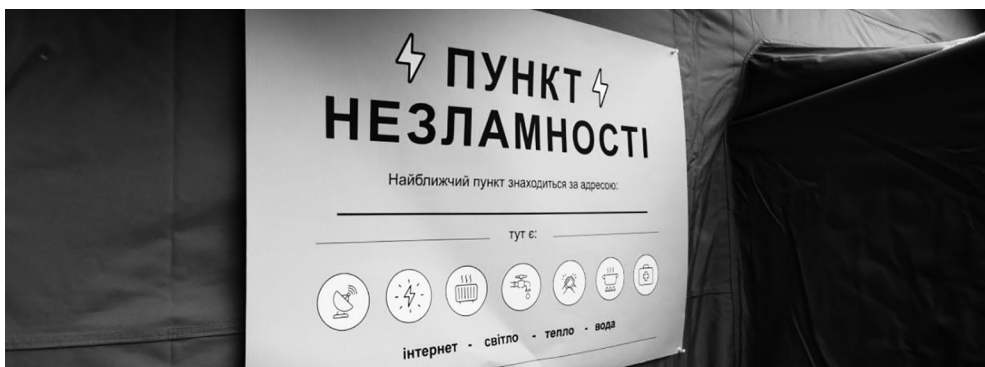 ПУНКТ
НЕЗЛАМНОСТІ
Найближчий пункт знаходиться за адресою:
тут є:
інтернет - світло - тепло - вода